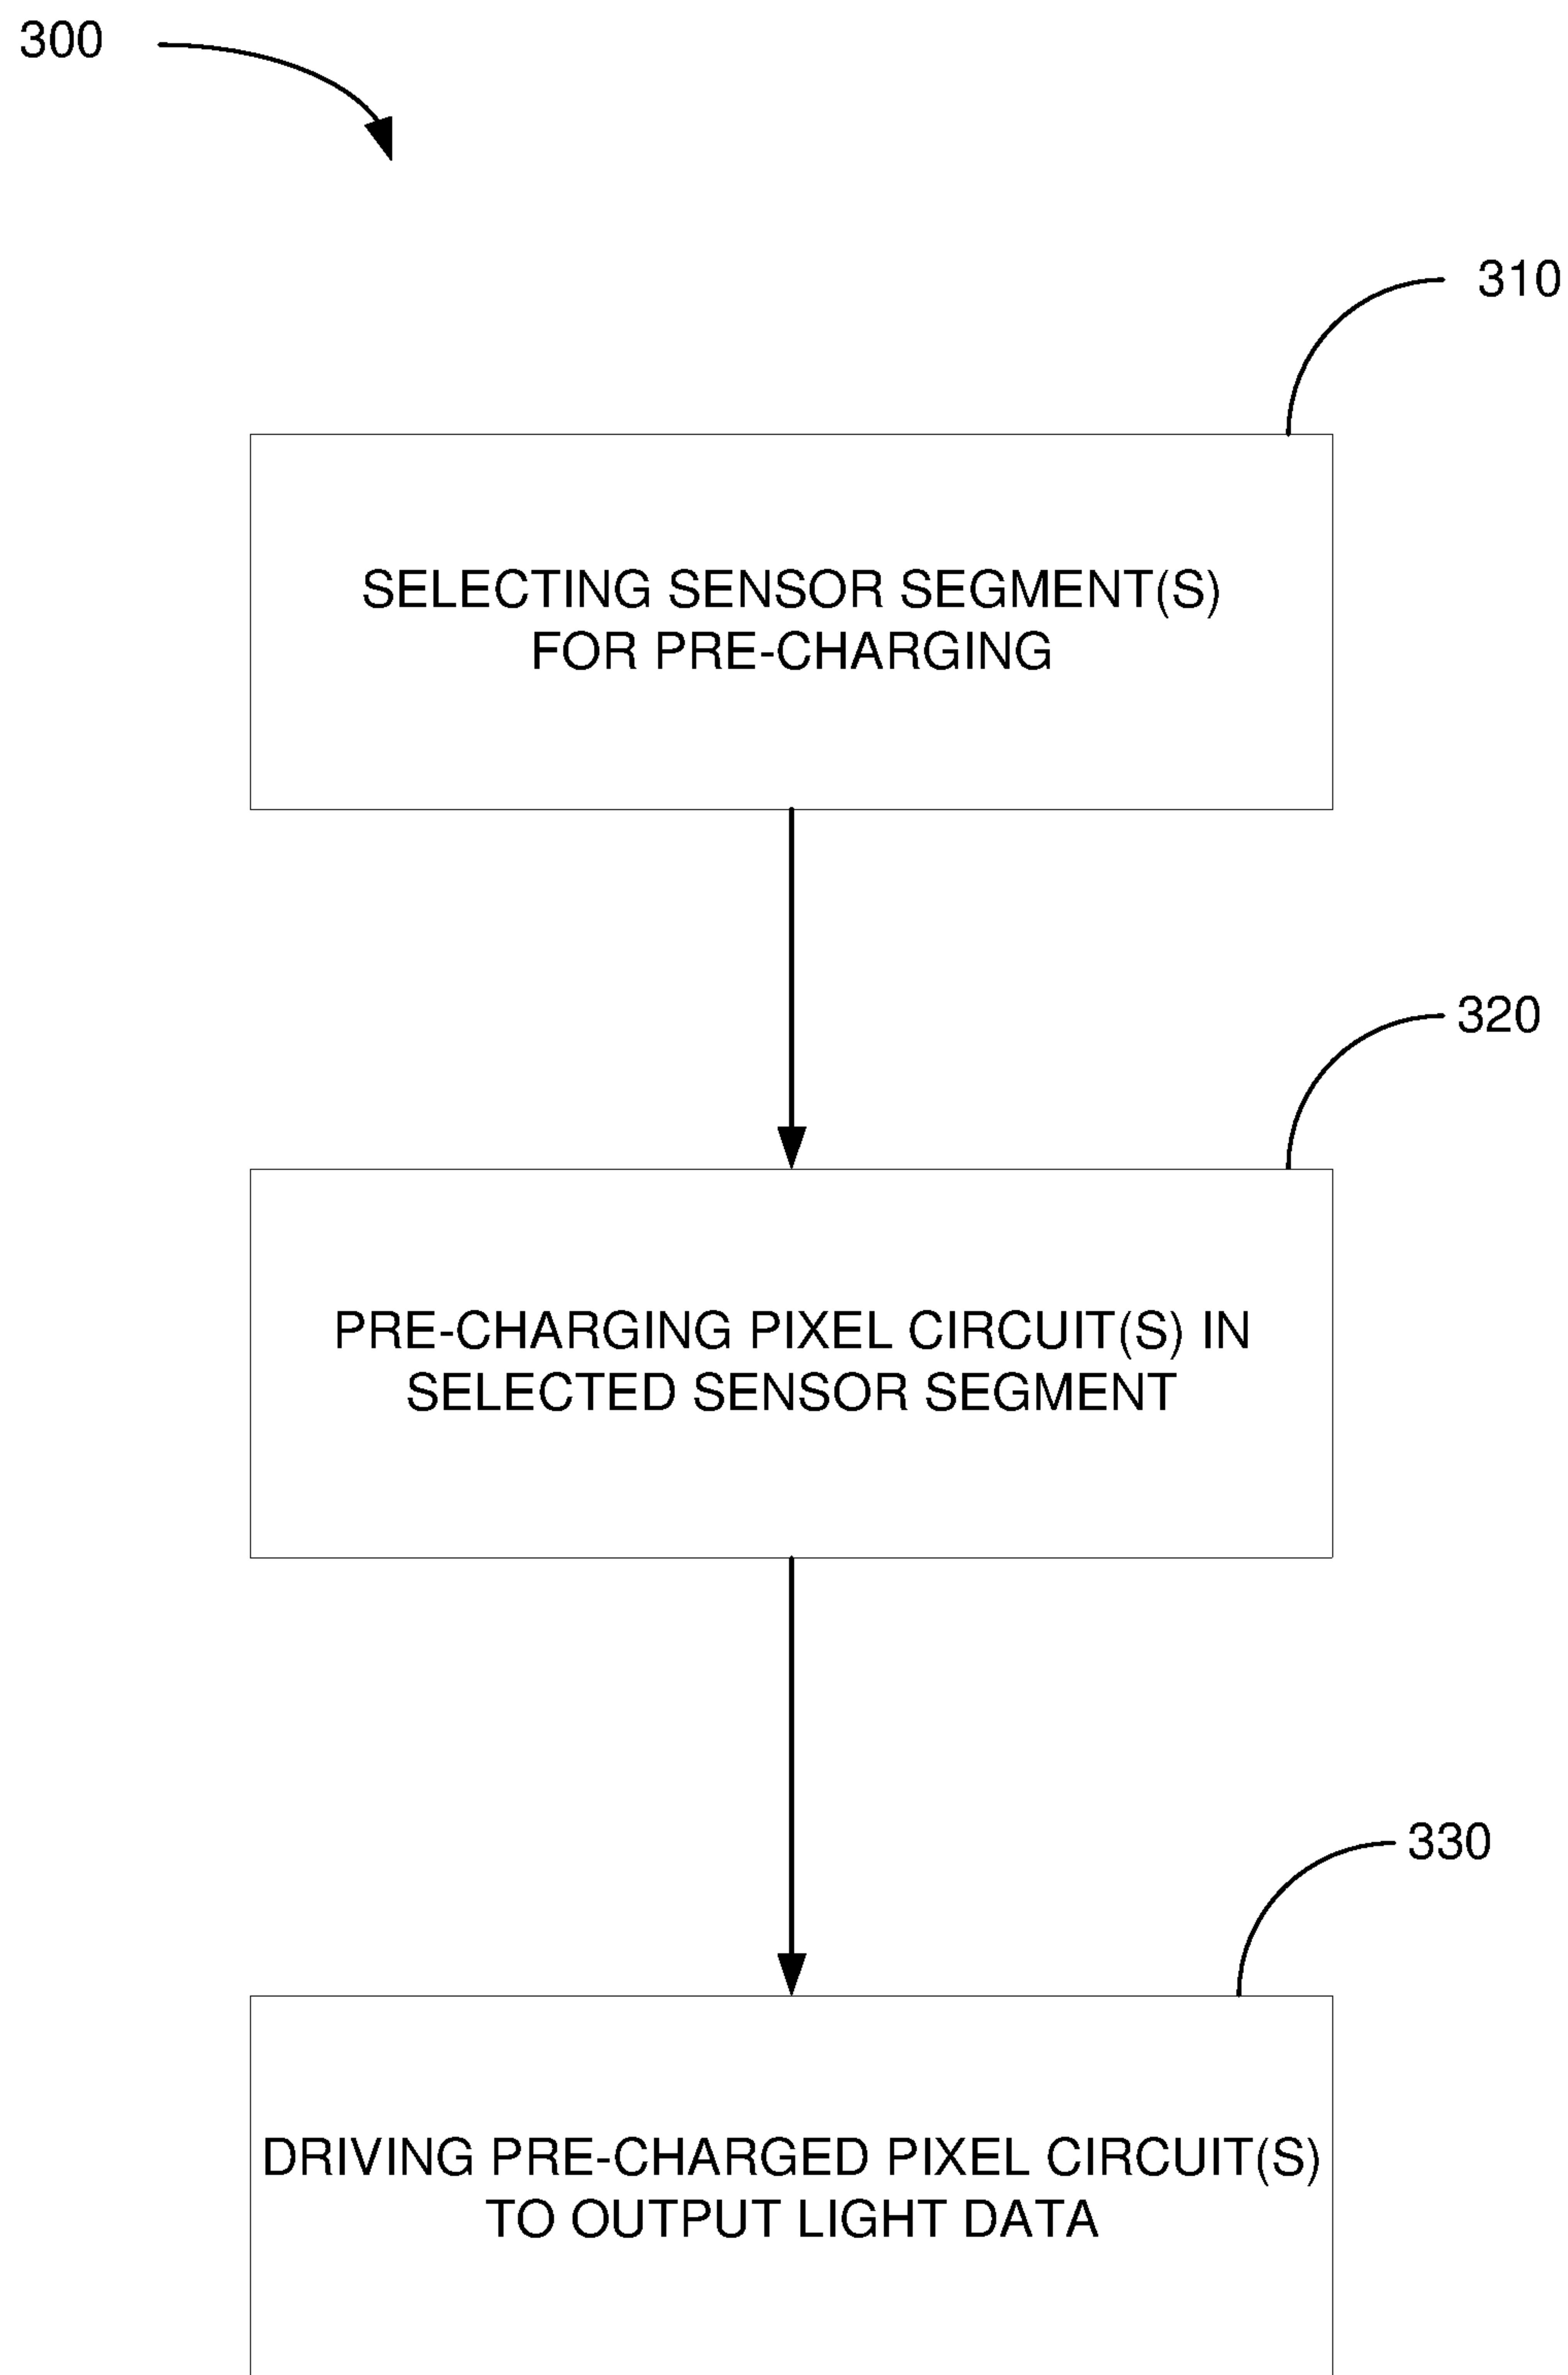 300
310
SELECTING SENSOR SEGMENT(S)
FOR PRE-CHARGING
320
PRE-CHARGING PIXEL CIRCUIT(S) IN
SELECTED SENSOR SEGMENT
330
DRIVING PRE-CHARGED PIXEL CIRCUIT(S)
TO OUTPUT LIGHT DATA